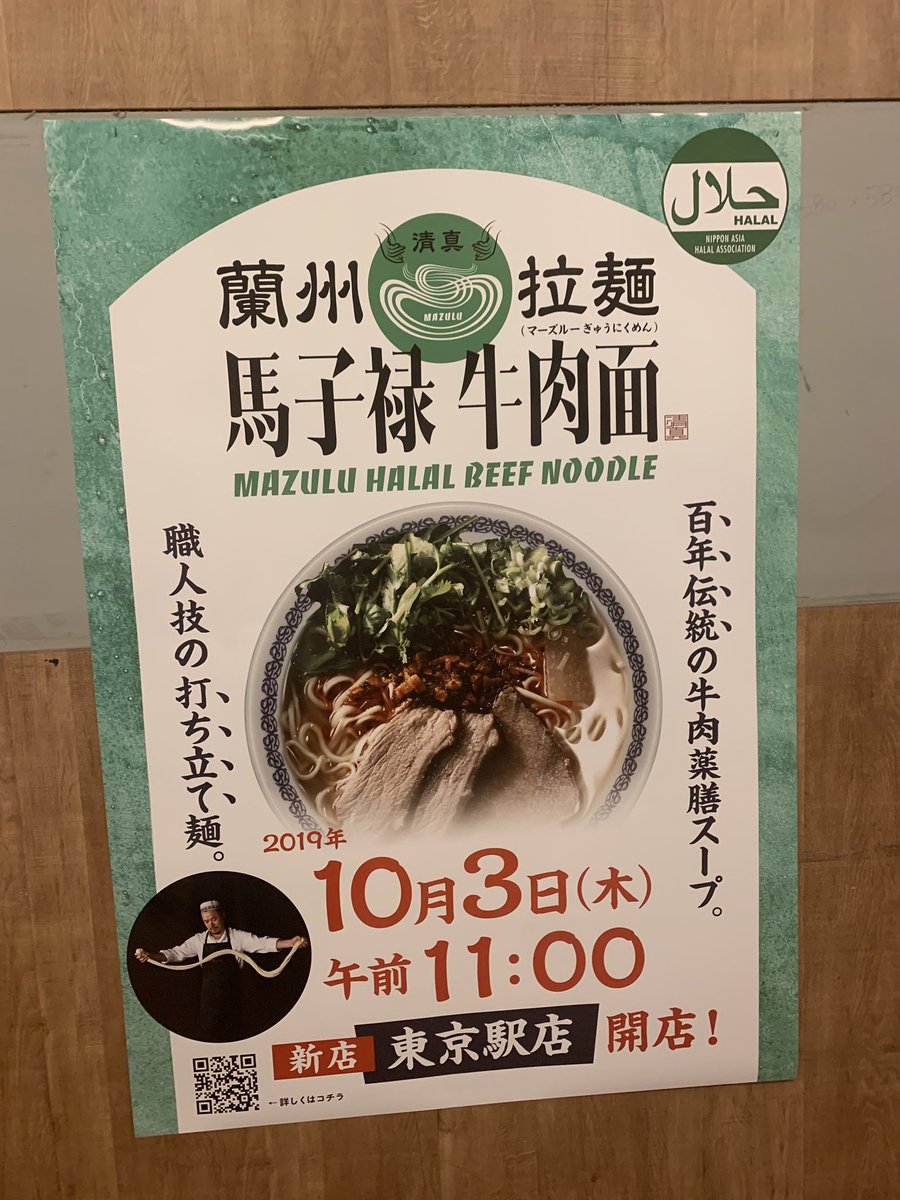 حلال
HALAL
NIPPON ASIA
HALAL ASSOCIATION
清真
MAZULU
蘭州 拉麺
(マーズルーぎゅうにくめん)
馬子禄 牛肉面
MAZULU HALAL BEEF NOODLE
百年伝統の牛肉薬膳スープ。
職人技の打ち立て麺。
2019年
10月3日(木)
午前11:00
新店 東京駅店 開店!
←詳しくはコチラ